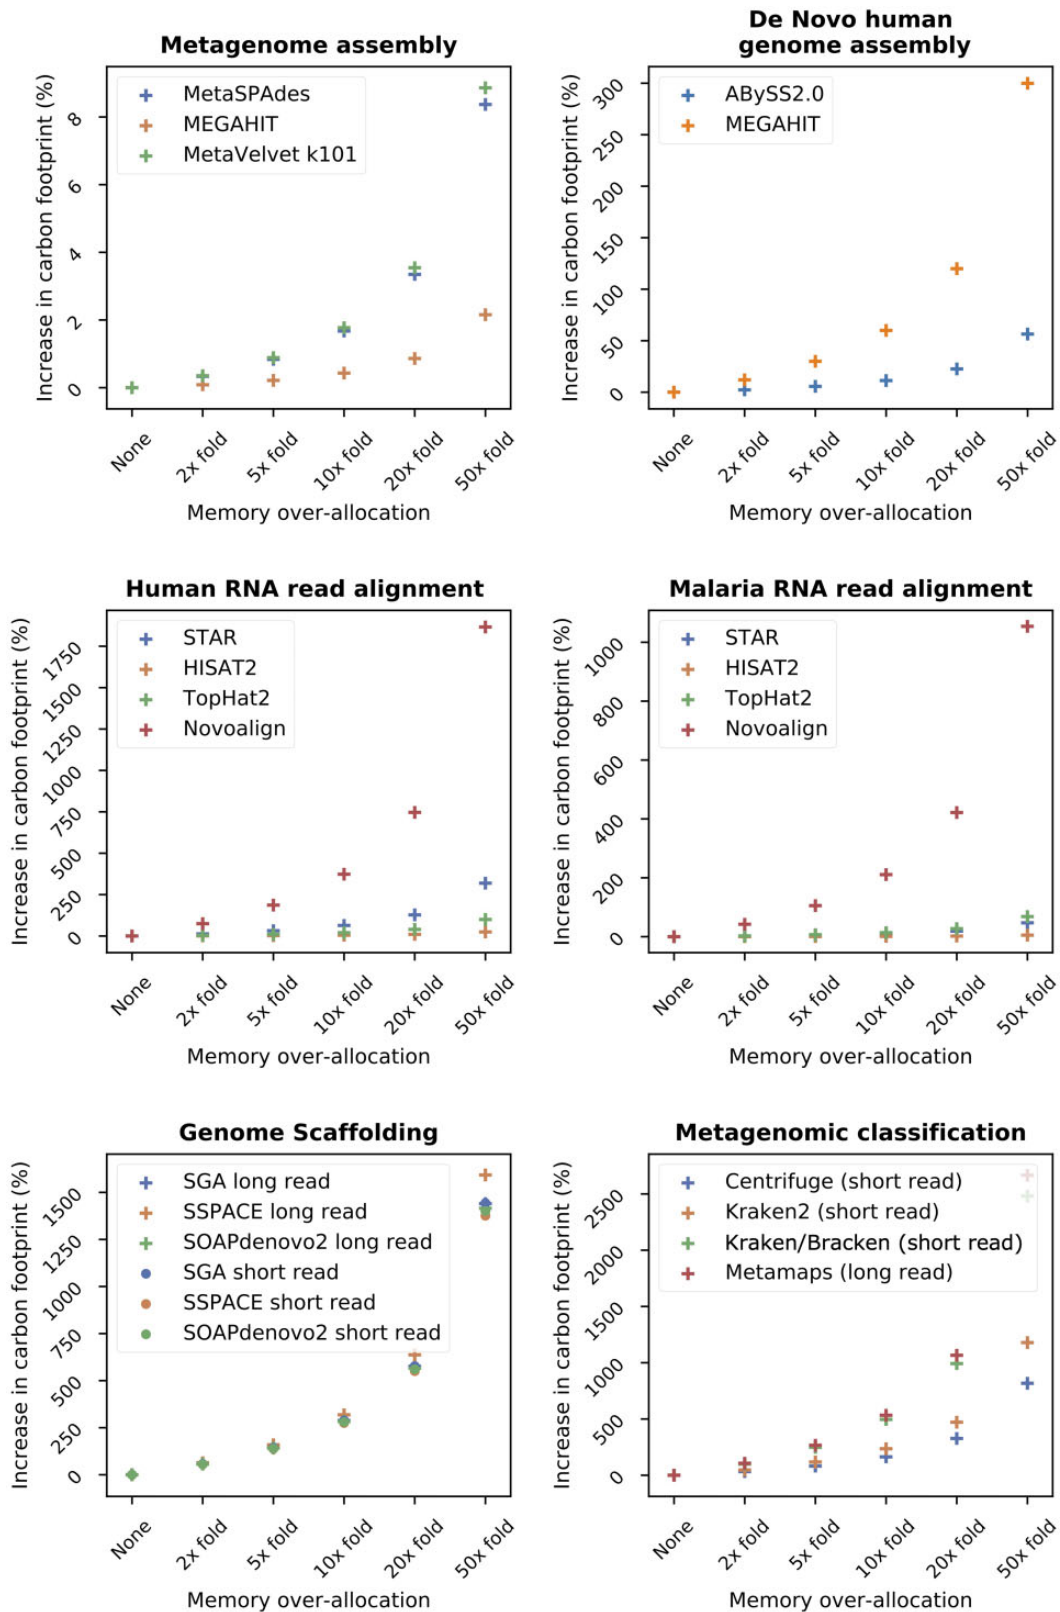 Metagenome assembly
Increase in carbon footprint (%)
8
6
4
2
0
MetaSPAdes
MEGAHIT
MetaVelvet k101
None
2x fold
5x fold
10x fold
20x fold
50x fold
Memory over-allocation
De Novo human
genome assembly
Increase in carbon footprint (%)
300
250
200
150
100
50
0
ABySS2.0
MEGAHIT
None
2x fold
5x fold
10x fold
20x fold
50x fold
Memory over-allocation
Human RNA read alignment
Increase in carbon footprint (%)
1750
1500
1250
1000
750
500
250
0
STAR
HISAT2
TopHat2
Novoalign
None
2x fold
5x fold
10x fold
20x fold
50x fold
Memory over-allocation
Malaria RNA read alignment
Increase in carbon footprint (%)
1000
800
600
400
200
0
STAR
HISAT2
TopHat2
Novoalign
None
2x fold
5x fold
10x fold
20x fold
50x fold
Memory over-allocation
Genome Scaffolding
Increase in carbon footprint (%)
1500
1250
1000
750
500
250
0
SGA long read
SSPACE long read
SOAPdenovo2 long read
SGA short read
SSPACE short read
SOAPdenovo2 short read
None
2x fold
5x fold
10x fold
20x fold
50x fold
Memory over-allocation
Metagenomic classification
Increase in carbon footprint (%)
2500
2000
1500
1000
500
0
Centrifuge (short read)
Kraken2 (short read)
Kraken/Bracken (short read)
Metamaps (long read)
None
2x fold
5x fold
10x fold
20x fold
50x fold
Memory over-allocation